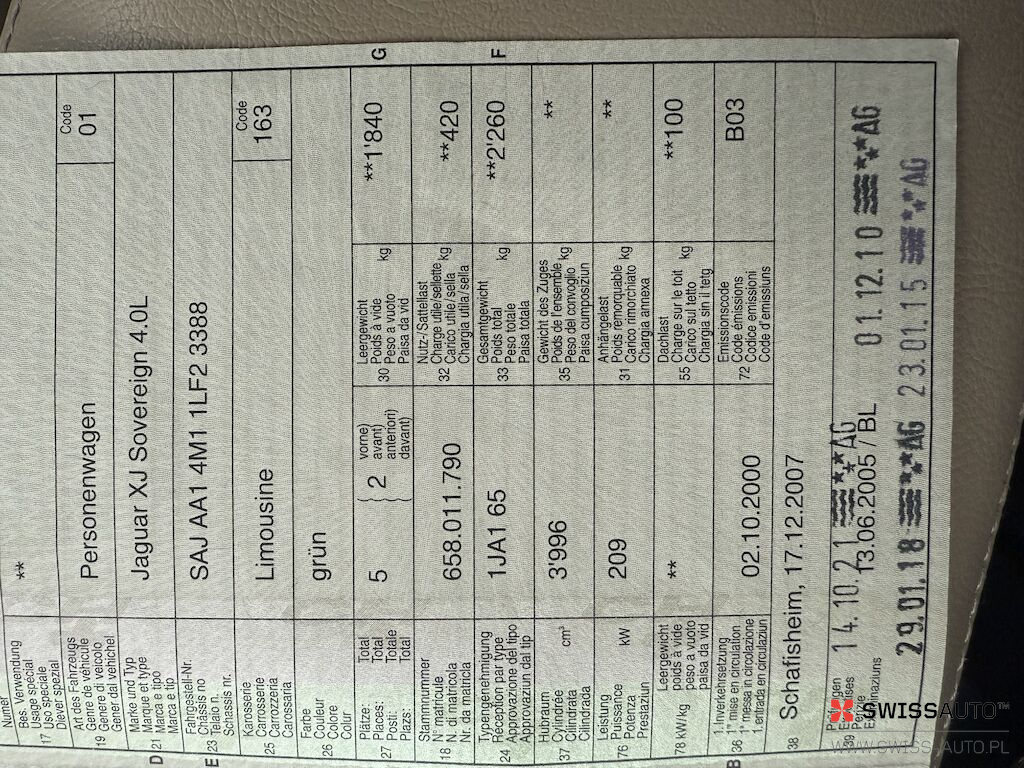 Numer
17 Bes. Verwendung
Usage spécial
Uso speciale
Diever spezial
**
19 Art des Fahrzeugs
Genre de véhicule
Genere di veicolo
Gener dal vehichel
Personenwagen
Code
01
D 21 Marke und Typ
Marque et type
Marca e tipo
Marca e tip
Jaguar XJ Sovereign 4.0L
E 23 Fahrgestell-Nr.
Châssis no
Telaio n.
Schassis nr.
SAJ AA1 4M1 1LF2 3388
25 Karosserie
Carrosserie
Carrozzeria
Carossaria
Limousine
Code
163
26 Farbe
Couleur
Colore
Colur
grün
27 Plätze: Total
Places: Total
Posti: Totale
Plazs: Total
5
2
vorne)
avant)
anteriori)
davant)
30 Leergewicht
Poids à vide
Peso a vuoto
Paisa da vid
kg
**1'840
G
18 Stammnummer
N° matricule
N. di matricola
Nr. da matricla
658.011.790
32 Nutz-/Sattellast
Charge utile/sellette
Carico utile/sella
Chargia utila/sella
kg
**420
24 Typengenehmigung
Réception par type
Approvazione del tipo
Approvaziun dal tip
1JA1 65
33 Gesamtgewicht
Poids total
Peso totale
Paisa totala
kg
**2'260
F
37 Hubraum
Cylindrée
Cilindrata
Cilindrada
cm³
3'996
35 Gewicht des Zuges
Poids de l'ensemble
Peso del convoglio
Paisa cumposiziun
kg
**
76 Leistung
Puissance
Potenza
Prestaziun
kW
209
31 Anhängelast
Poids remorquable
Carico rimorchiato
Chargia annexa
kg
**
78 kW/kg Leergewicht
poids à vide
peso a vuoto
paisa da vid
**
55 Dachlast
Charge sur le toit
Carico sul tetto
Chargia sin il tetg
kg
**100
B 36 1. Inverkehrsetzung
1re mise en circulation
1a messa in circolazione
1. entrada en circulaziun
02.10.2000
72 Emissionscode
Code émissions
Codice emissioni
Code d'emissiuns
B03
38 Schafisheim, 17.12.2007
39
14.10.21 **AG
13.06.2005 / BL
01.12.10 **AG
29.01.18 **AG
23.01.15 **AG
SWISSAUTO™
WWW.SWISSAUTO.PL